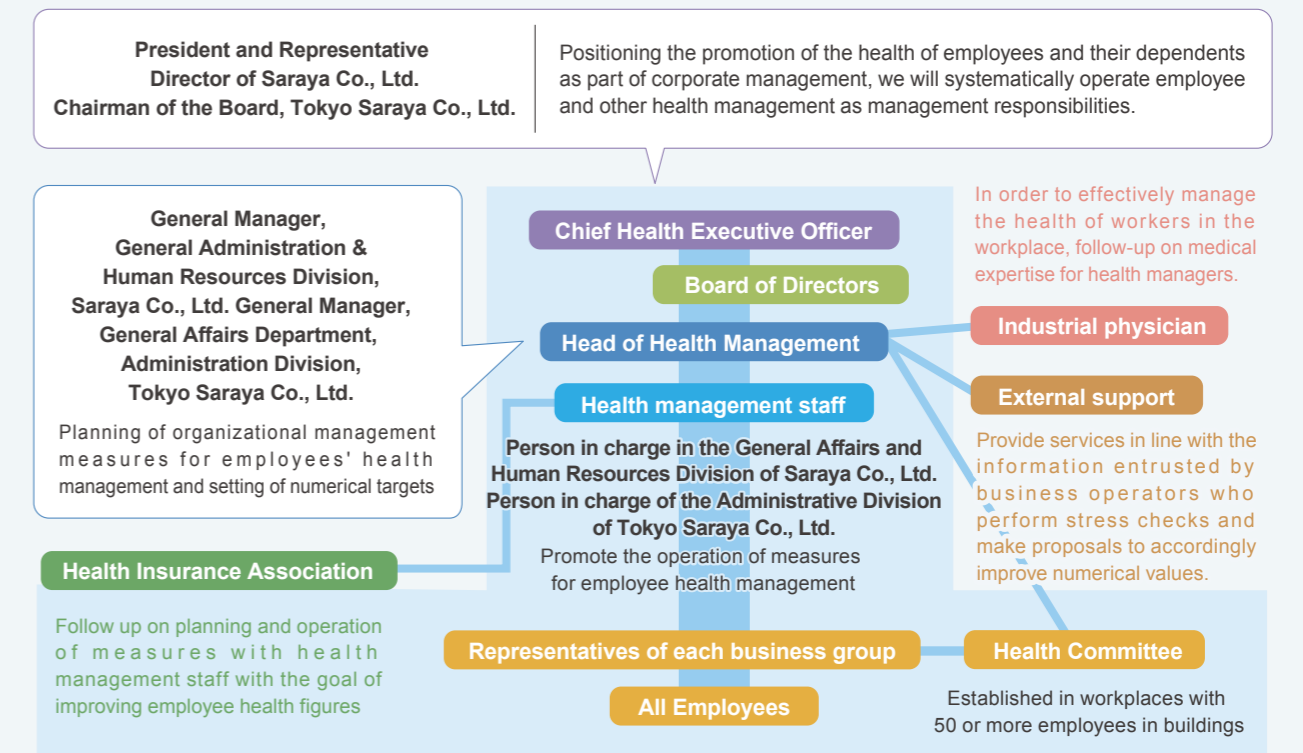 President and Representative
Director of Saraya Co., Ltd.
Chairman of the Board, Tokyo Saraya Co., Ltd.
Positioning the promotion of the health of employees and their dependents
as part of corporate management, we will systematically operate employee
and other health management as management responsibilities.
General Manager,
General Administration &
Human Resources Division,
Saraya Co., Ltd. General Manager,
General Affairs Department,
Administration Division,
Tokyo Saraya Co., Ltd.
Planning of organizational management
measures for employees' health
management and setting of numerical targets
Chief Health Executive Officer
Board of Directors
Head of Health Management
Health management staff
Person in charge in the General Affairs and
Human Resources Division of Saraya Co., Ltd.
Person in charge of the Administrative Division
of Tokyo Saraya Co., Ltd.
Promote the operation of measures
for employee health management
In order to effectively manage
the health of workers in the
workplace, follow-up on medical
expertise for health managers.
Industrial physician
External support
Provide services in line with the
information entrusted by
business operators who
perform stress checks and
make proposals to accordingly
improve numerical values.
Health Insurance Association
Follow up on planning and operation
of measures with health
management staff with the goal of
improving employee health figures
Representatives of each business group
Health Committee
All Employees
Established in workplaces with
50 or more employees in buildings